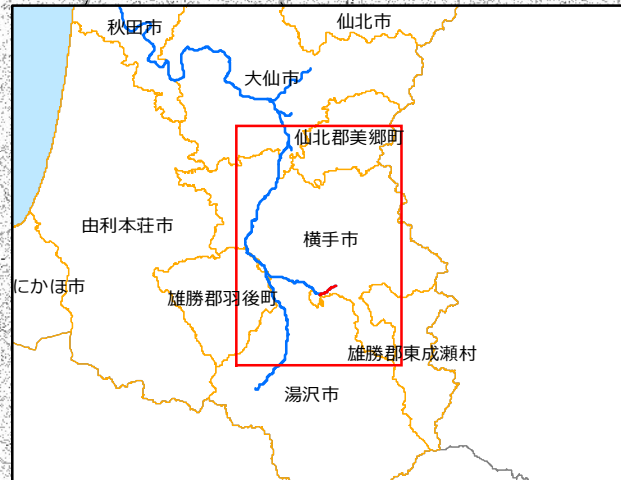 仙北市
秋田市
大仙市
仙北郡美郷町
由利本荘市
横手市
にかほ市
雄勝郡羽後町
雄勝郡東成瀬村
湯沢市